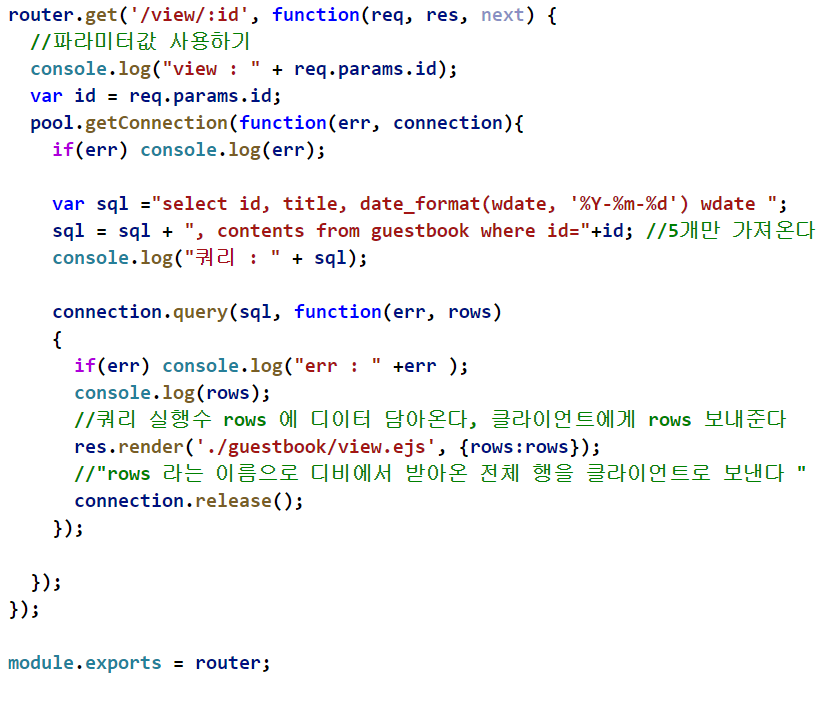 router.get('/view/:id', function(req, res, next) {
//파라미터값 사용하기
console.log("view : " + req.params.id);
var id = req.params.id;
pool.getConnection(function(err, connection){
if(err) console.log(err);
var sql ="select id, title, date_format(wdate, '%Y-%m-%d') wdate ";
sql = sql + ", contents from guestbook where id="+id; //5개만 가져온다
console.log("쿼리 : " + sql);
connection.query(sql, function(err, rows)
{
if(err) console.log("err : " +err );
console.log(rows);
//쿼리 실행수 rows 에 디이터 담아온다, 클라이언트에게 rows 보내준다
res.render('./guestbook/view.ejs', {rows:rows});
//"rows 라는 이름으로 디비에서 받아온 전체 행을 클라이언트로 보낸다 "
connection.release();
});
});
});
module.exports = router;